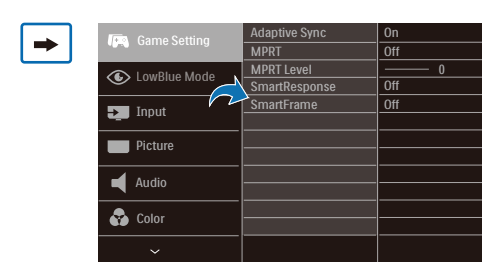 Game Setting
LowBlue Mode
Input
Picture
Audio
Color
Adaptive Sync On
MPRT Off
MPRT Level 0
SmartResponse Off
SmartFrame Off